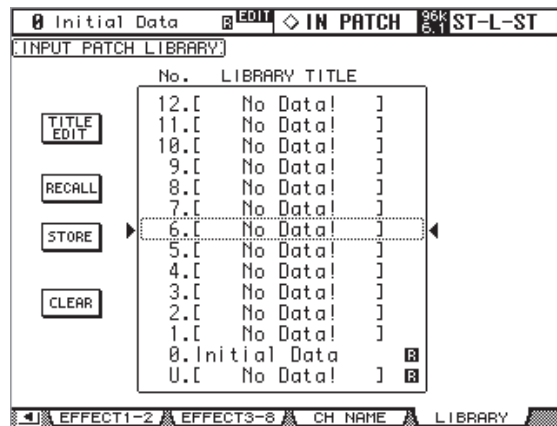 0 Initial Data R EDIT ◇ IN PATCH 96k 6.1 ST-L-ST
INPUT PATCH LIBRARY
No. LIBRARY TITLE
12.[ No Data! ]
11.[ No Data! ]
10.[ No Data! ]
9.[ No Data! ]
8.[ No Data! ]
7.[ No Data! ]
6.[ No Data! ]
5.[ No Data! ]
4.[ No Data! ]
3.[ No Data! ]
2.[ No Data! ]
1.[ No Data! ]
0.Initial Data R
U.[ No Data! ] R
TITLE EDIT
RECALL
STORE
CLEAR
EFFECT1-2 EFFECT3-8 CH NAME LIBRARY